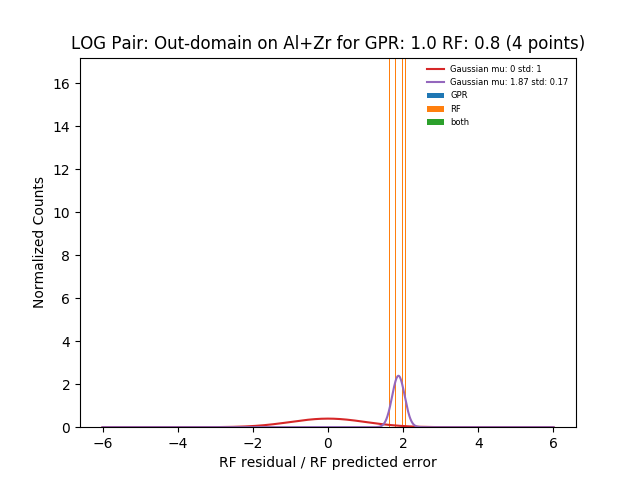 LOG Pair: Out-domain on Al+Zr for GPR: 1.0 RF: 0.8 (4 points)
Gaussian mu: 0 std: 1
Gaussian mu: 1.87 std: 0.17
GPR
RF
both
Normalized Counts
16
14
12
10
8
6
4
2
0
−6 −4 −2 0 2 4 6
RF residual / RF predicted error